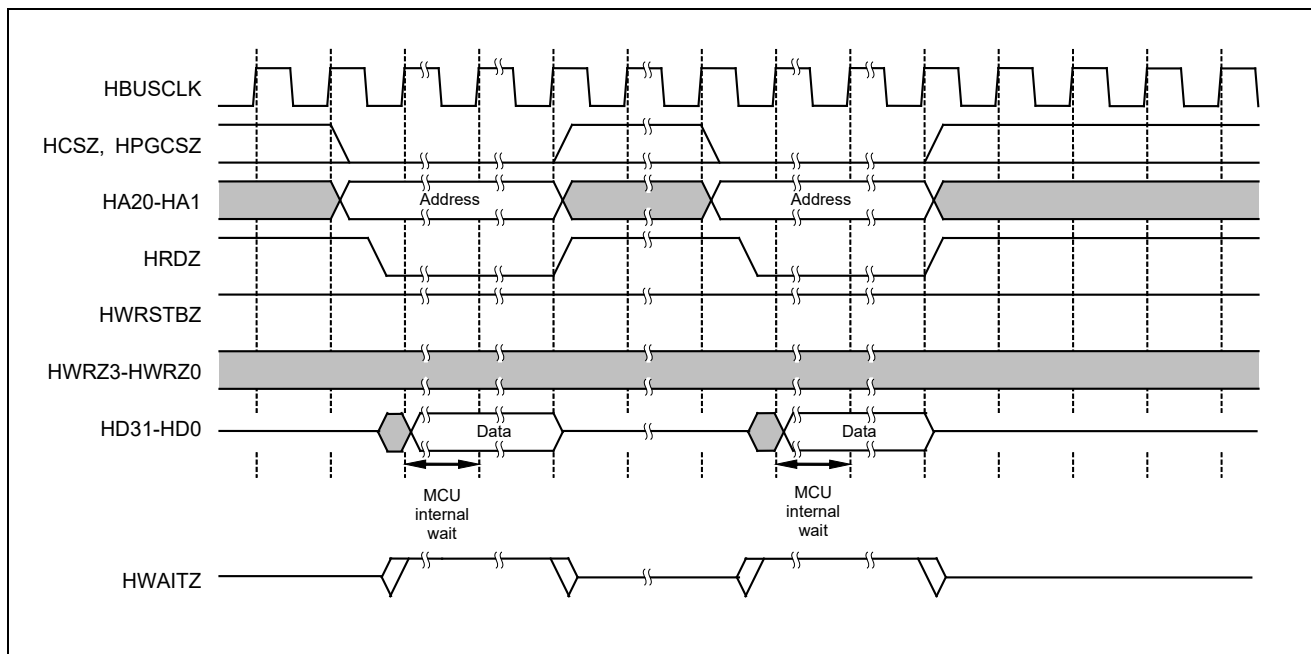 HBUSCLK
HCSZ, HPGCSZ
HA20-HA1
Address
Address
HRDZ
HWRSTBZ
HWRZ3-HWRZ0
HD31-HD0
Data
Data
MCU
internal
wait
MCU
internal
wait
HWAITZ